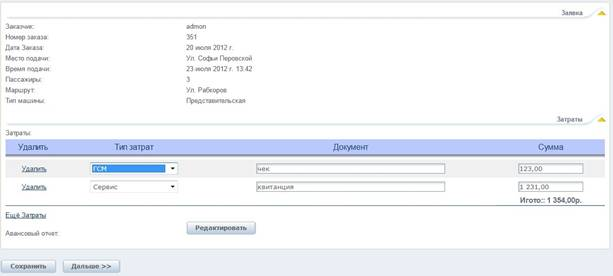 Заявка
Заказчик: admon
Номер заказа: 351
Дата Заказа: 20 июля 2012 г.
Место подачи: Ул. Софьи Перовской
Время подачи: 23 июля 2012 г. 13:42
Пассажиры: 3
Маршрут: Ул. Рабкоров
Тип машины: Представительская
Затраты
Затраты:
Удалить Тип затрат Документ Сумма
Удалить ГСМ чек 123,00
Удалить Сервис квитанция 1 231,00
Игого:: 1 354,00р.
Ещё Затраты
Авансовый отчет: Редактировать
Сохранить Дальше >>